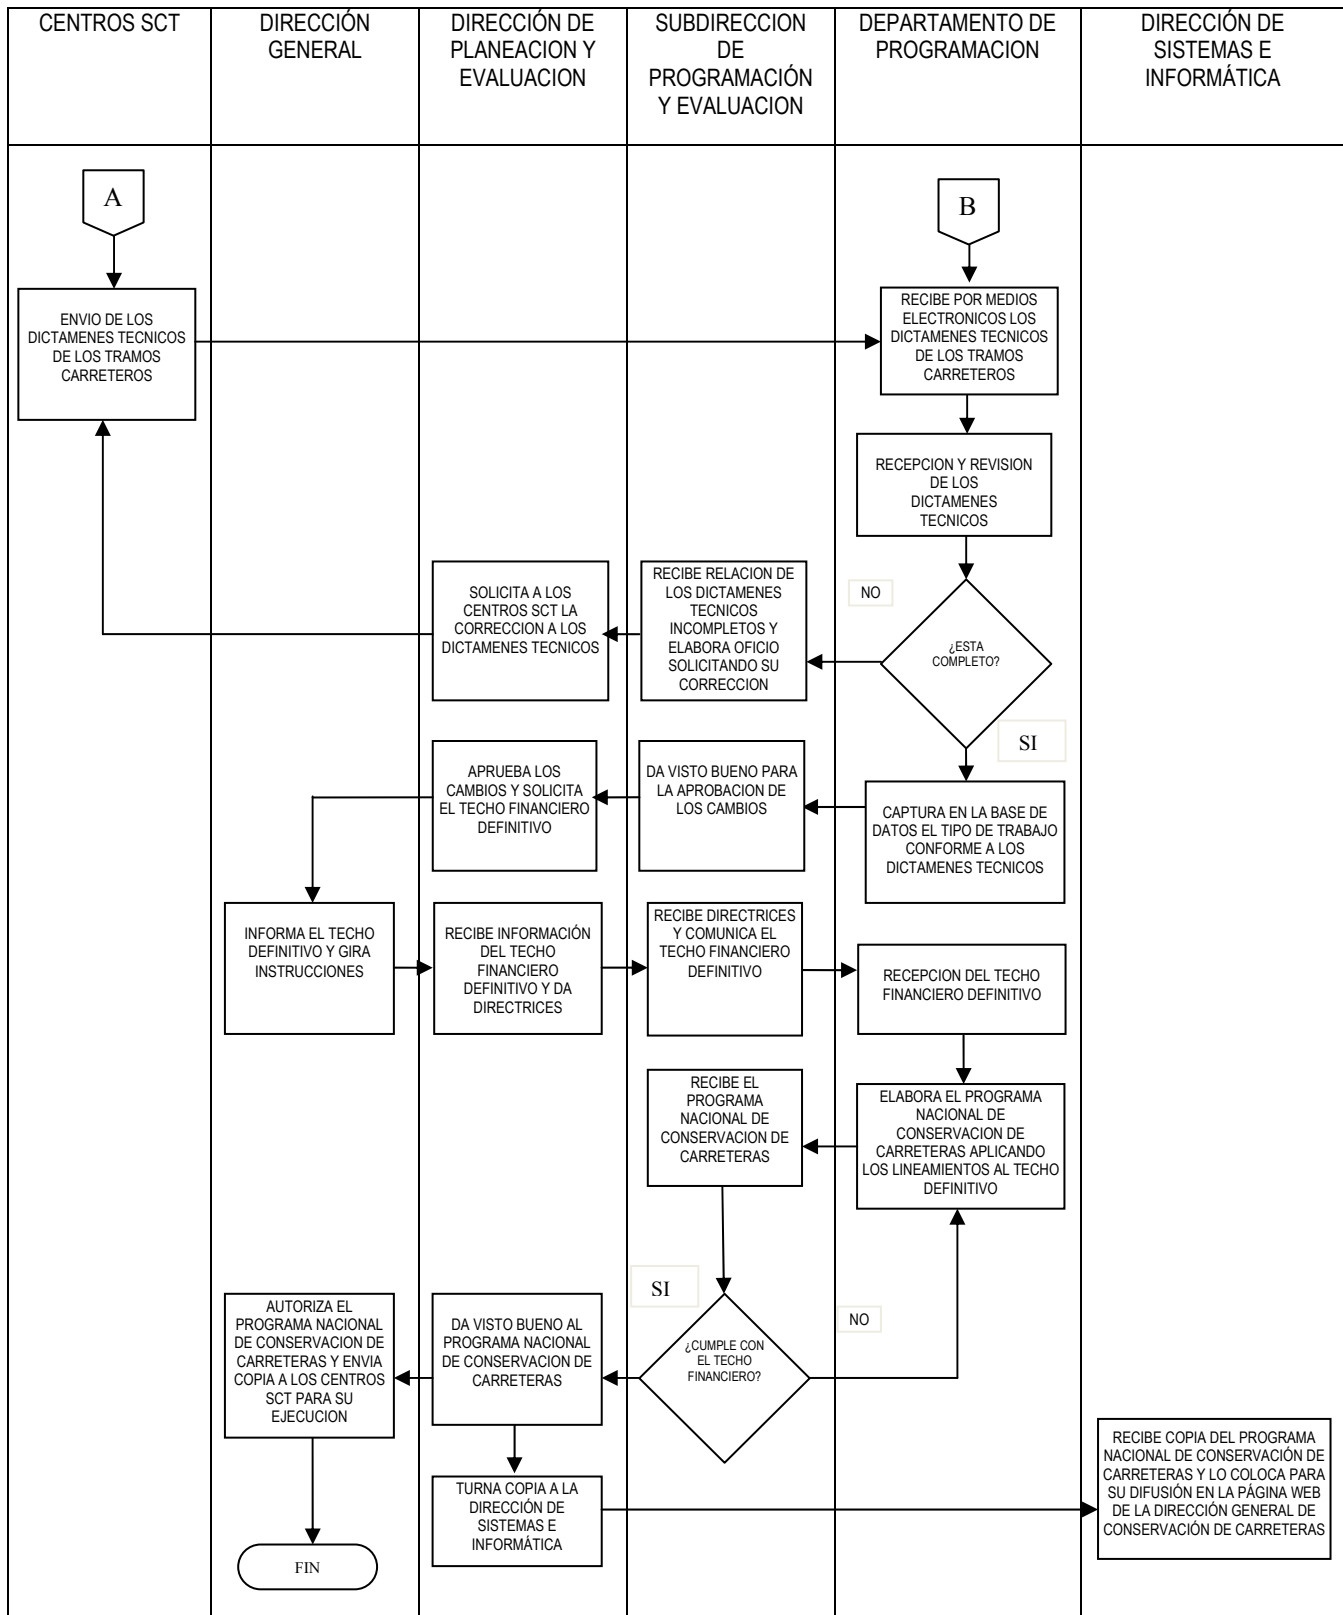 CENTROS SCT
DIRECCIÓN
GENERAL
DIRECCIÓN DE
PLANEACION Y
EVALUACION
SUBDIRECCION
DE
PROGRAMACIÓN
Y EVALUACION
DEPARTAMENTO DE
PROGRAMACION
DIRECCIÓN DE
SISTEMAS E
INFORMÁTICA
A
B
ENVIO DE LOS
DICTAMENES TECNICOS
DE LOS TRAMOS
CARRETEROS
RECIBE POR MEDIOS
ELECTRONICOS LOS
DICTAMENES TECNICOS
DE LOS TRAMOS
CARRETEROS
RECEPCION Y REVISION
DE LOS
DICTAMENES
TECNICOS
SOLICITA A LOS
CENTROS SCT LA
CORRECCION A LOS
DICTAMENES TECNICOS
RECIBE RELACION DE
LOS DICTAMENES
TECNICOS
INCOMPLETOS Y
ELABORA OFICIO
SOLICITANDO SU
CORRECCION
NO
¿ESTA
COMPLETO?
SI
APRUEBA LOS
CAMBIOS Y SOLICITA
EL TECHO FINANCIERO
DEFINITIVO
DA VISTO BUENO PARA
LA APROBACION DE
LOS CAMBIOS
CAPTURA EN LA BASE DE
DATOS EL TIPO DE TRABAJO
CONFORME A LOS
DICTAMENES TECNICOS
INFORMA EL TECHO
DEFINITIVO Y GIRA
INSTRUCCIONES
RECIBE INFORMACIÓN
DEL TECHO
FINANCIERO
DEFINITIVO Y DA
DIRECTRICES
RECIBE DIRECTRICES
Y COMUNICA EL
TECHO FINANCIERO
DEFINITIVO
RECEPCION DEL TECHO
FINANCIERO DEFINITIVO
RECIBE EL
PROGRAMA
NACIONAL DE
CONSERVACION DE
CARRETERAS
ELABORA EL PROGRAMA
NACIONAL DE
CONSERVACION DE
CARRETERAS APLICANDO
LOS LINEAMIENTOS AL TECHO
DEFINITIVO
AUTORIZA EL
PROGRAMA NACIONAL
DE CONSERVACION DE
CARRETERAS Y ENVIA
COPIA A LOS CENTROS
SCT PARA SU
EJECUCION
DA VISTO BUENO AL
PROGRAMA NACIONAL
DE CONSERVACION DE
CARRETERAS
SI
¿CUMPLE CON
EL TECHO
FINANCIERO?
NO
TURNA COPIA A LA
DIRECCIÓN DE
SISTEMAS E
INFORMÁTICA
RECIBE COPIA DEL PROGRAMA
NACIONAL DE CONSERVACIÓN DE
CARRETERAS Y LO COLOCA PARA
SU DIFUSIÓN EN LA PÁGINA WEB
DE LA DIRECCIÓN GENERAL DE
CONSERVACIÓN DE CARRETERAS
FIN